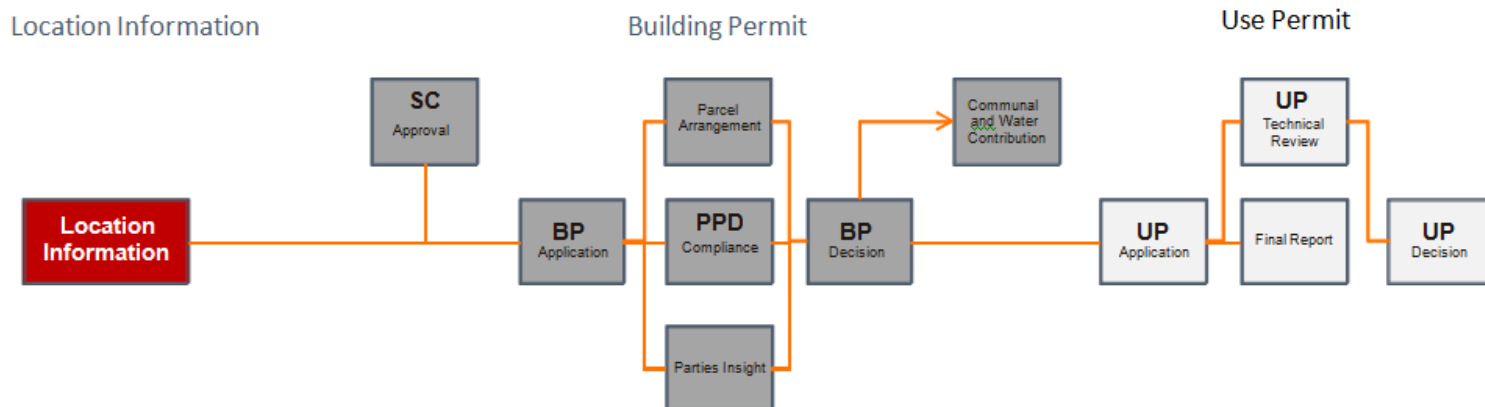 Location Information
Building Permit
Use Permit
SC
Approval
Parcel
Arrangement
Communal
and Water
Contribution
UP
Technical
Review
Location
Information
BP
Application
PPD
Compliance
BP
Decision
UP
Application
Final Report
UP
Decision
Parties Insight